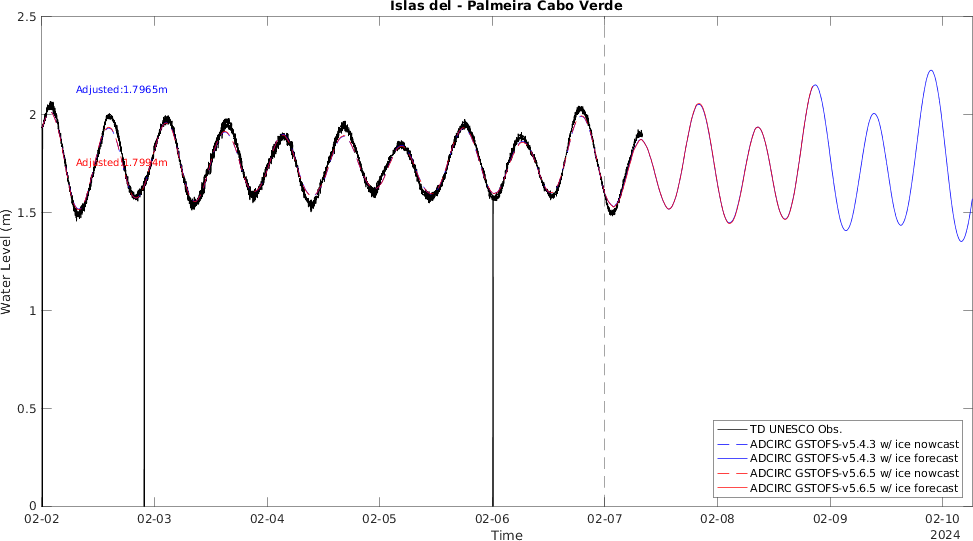 Islas del - Palmeira Cabo Verde
2.5
2
1.5
1
0.5
0
Water Level (m)
Adjusted:1.7965m
Adjusted:1.7994m
TD UNESCO Obs.
ADCIRC GSTOFS-v5.4.3 w/ ice nowcast
ADCIRC GSTOFS-v5.4.3 w/ ice forecast
ADCIRC GSTOFS-v5.6.5 w/ ice nowcast
ADCIRC GSTOFS-v5.6.5 w/ ice forecast
02-02 02-03 02-04 02-05 02-06 02-07 02-08 02-09 02-10
Time
2024